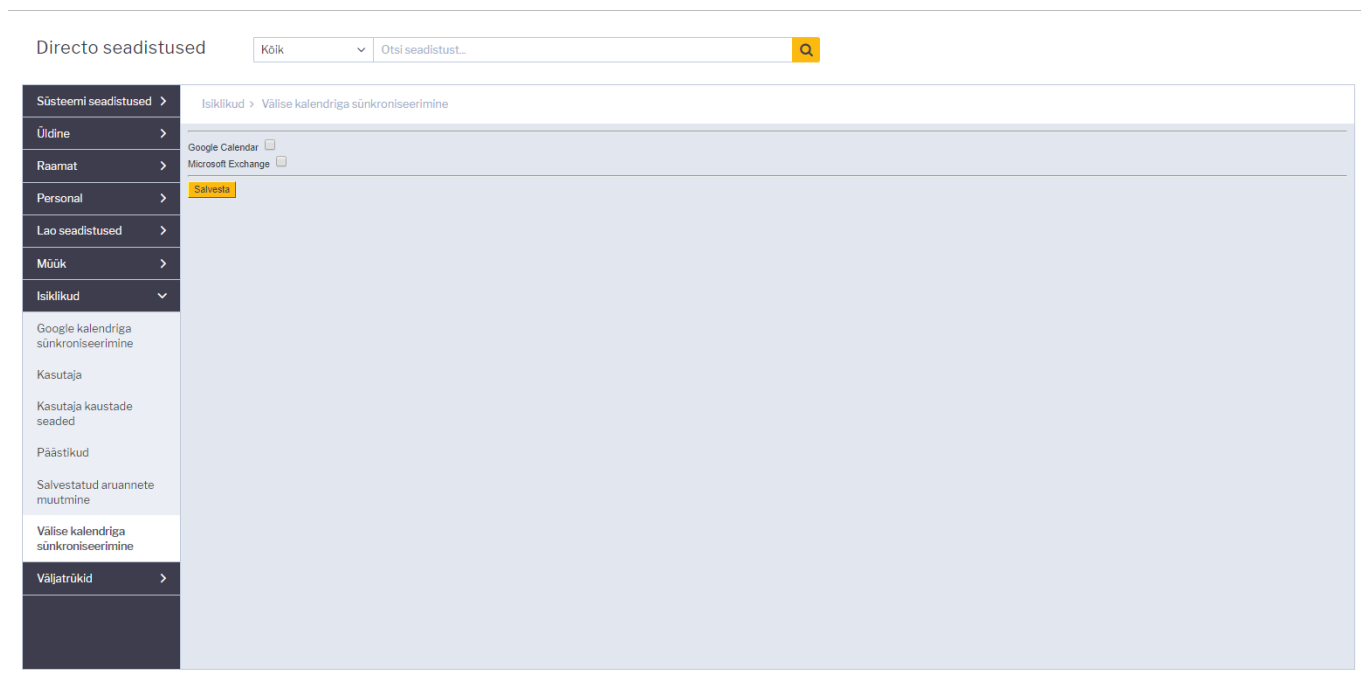 Directo seadistused
Kõik
Otsi seadistust...
Süsteemi seadistused
Isiklikud > Välise kalendriga sünkroniseerimine
Üldine
Google Calendar
Microsoft Exchange
Raamat
Salvesta
Personal
Lao seadistused
Müük
Isiklikud
Google kalendriga
sünkroniseerimine
Kasutaja
Kasutaja kaustade
seaded
Päästikud
Salvestatud aruannete
muutmine
Välise kalendriga
sünkroniseerimine
Väljatrükid